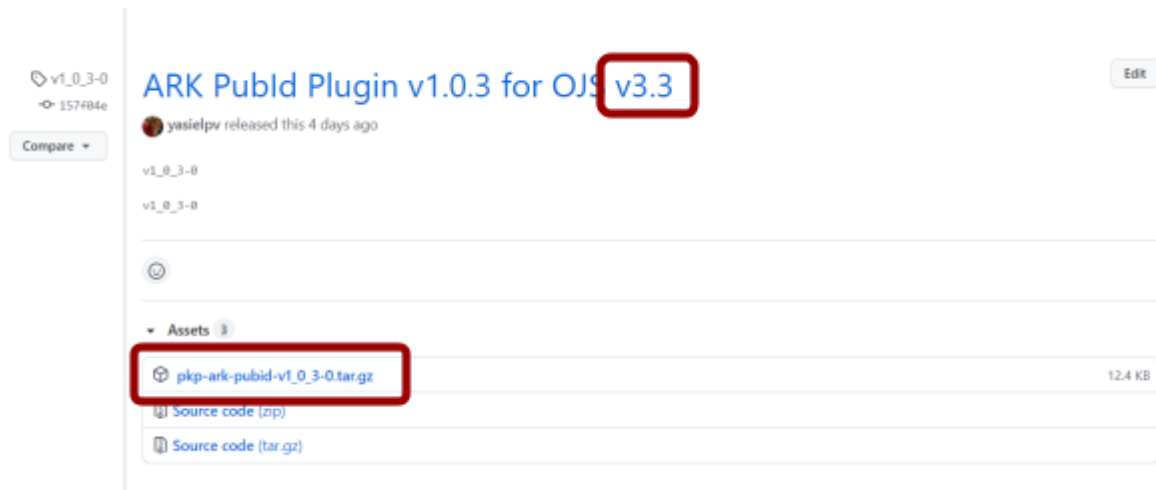 v1_0_3-0
157f04e
Compare
ARK PubId Plugin v1.0.3 for OJS v3.3
Edit
yasielpv released this 4 days ago
v1_0_3-0
v1_0_3-0
Assets 3
pkp-ark-pubid-v1_0_3-0.tar.gz
12.4 KB
Source code (zip)
Source code (tar.gz)